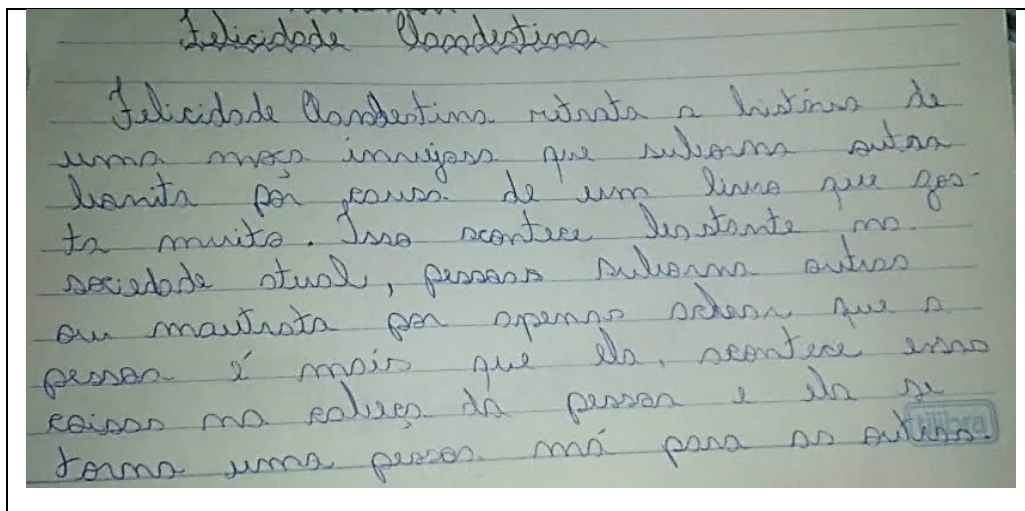 Felicidade Clandestina
Felicidade Clandestina retrata a história de
uma moça invejosa que suborna outra
bonita por causa de um livro que gos-
ta muito. Isso acontece bastante na
sociedade atual, pessoas suborna outras
ou mautrata por apenas achar que a
pessoa é mais que ela, acontece essas
coisas na cabeça da pessoa e ela se
torna uma pessoa má para as outras.